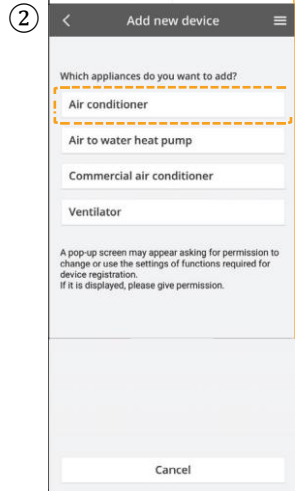 ②
Add new device
Which appliances do you want to add?
Air conditioner
Air to water heat pump
Commercial air conditioner
Ventilator
A pop-up screen may appear asking for permission to
change or use the settings of functions required for
device registration.
If it is displayed, please give permission.
Cancel